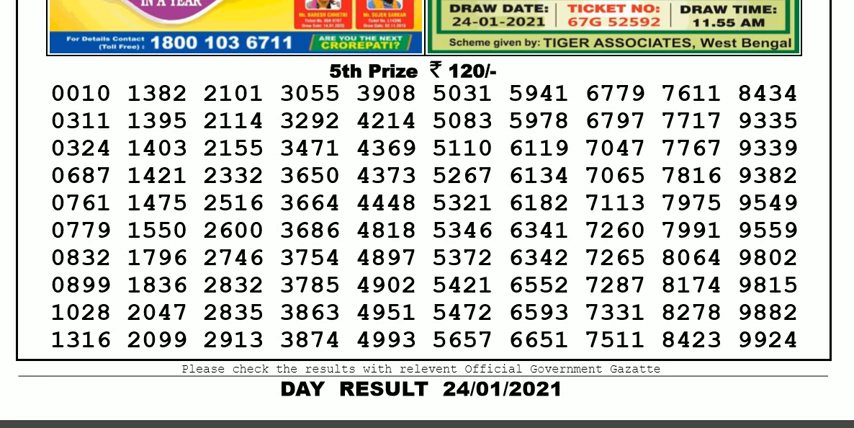 IN A YEAR
For Details Contact (Toll Free) : 1800 103 6711
ARE YOU THE NEXT
CROREPATI?
DRAW DATE: TICKET NO: DRAW TIME:
24-01-2021 67G 52592 11.55 AM
Scheme given by: TIGER ASSOCIATES, West Bengal
5th Prize ₹ 120/-
0010 1382 2101 3055 3908 5031 5941 6779 7611 8434
0311 1395 2114 3292 4214 5083 5978 6797 7717 9335
0324 1403 2155 3471 4369 5110 6119 7047 7767 9339
0687 1421 2332 3650 4373 5267 6134 7065 7816 9382
0761 1475 2516 3664 4448 5321 6182 7113 7975 9549
0779 1550 2600 3686 4818 5346 6341 7260 7991 9559
0832 1796 2746 3754 4897 5372 6342 7265 8064 9802
0899 1836 2832 3785 4902 5421 6552 7287 8174 9815
1028 2047 2835 3863 4951 5472 6593 7331 8278 9882
1316 2099 2913 3874 4993 5657 6651 7511 8423 9924
Please check the results with relevent Official Government Gazatte
DAY RESULT 24/01/2021